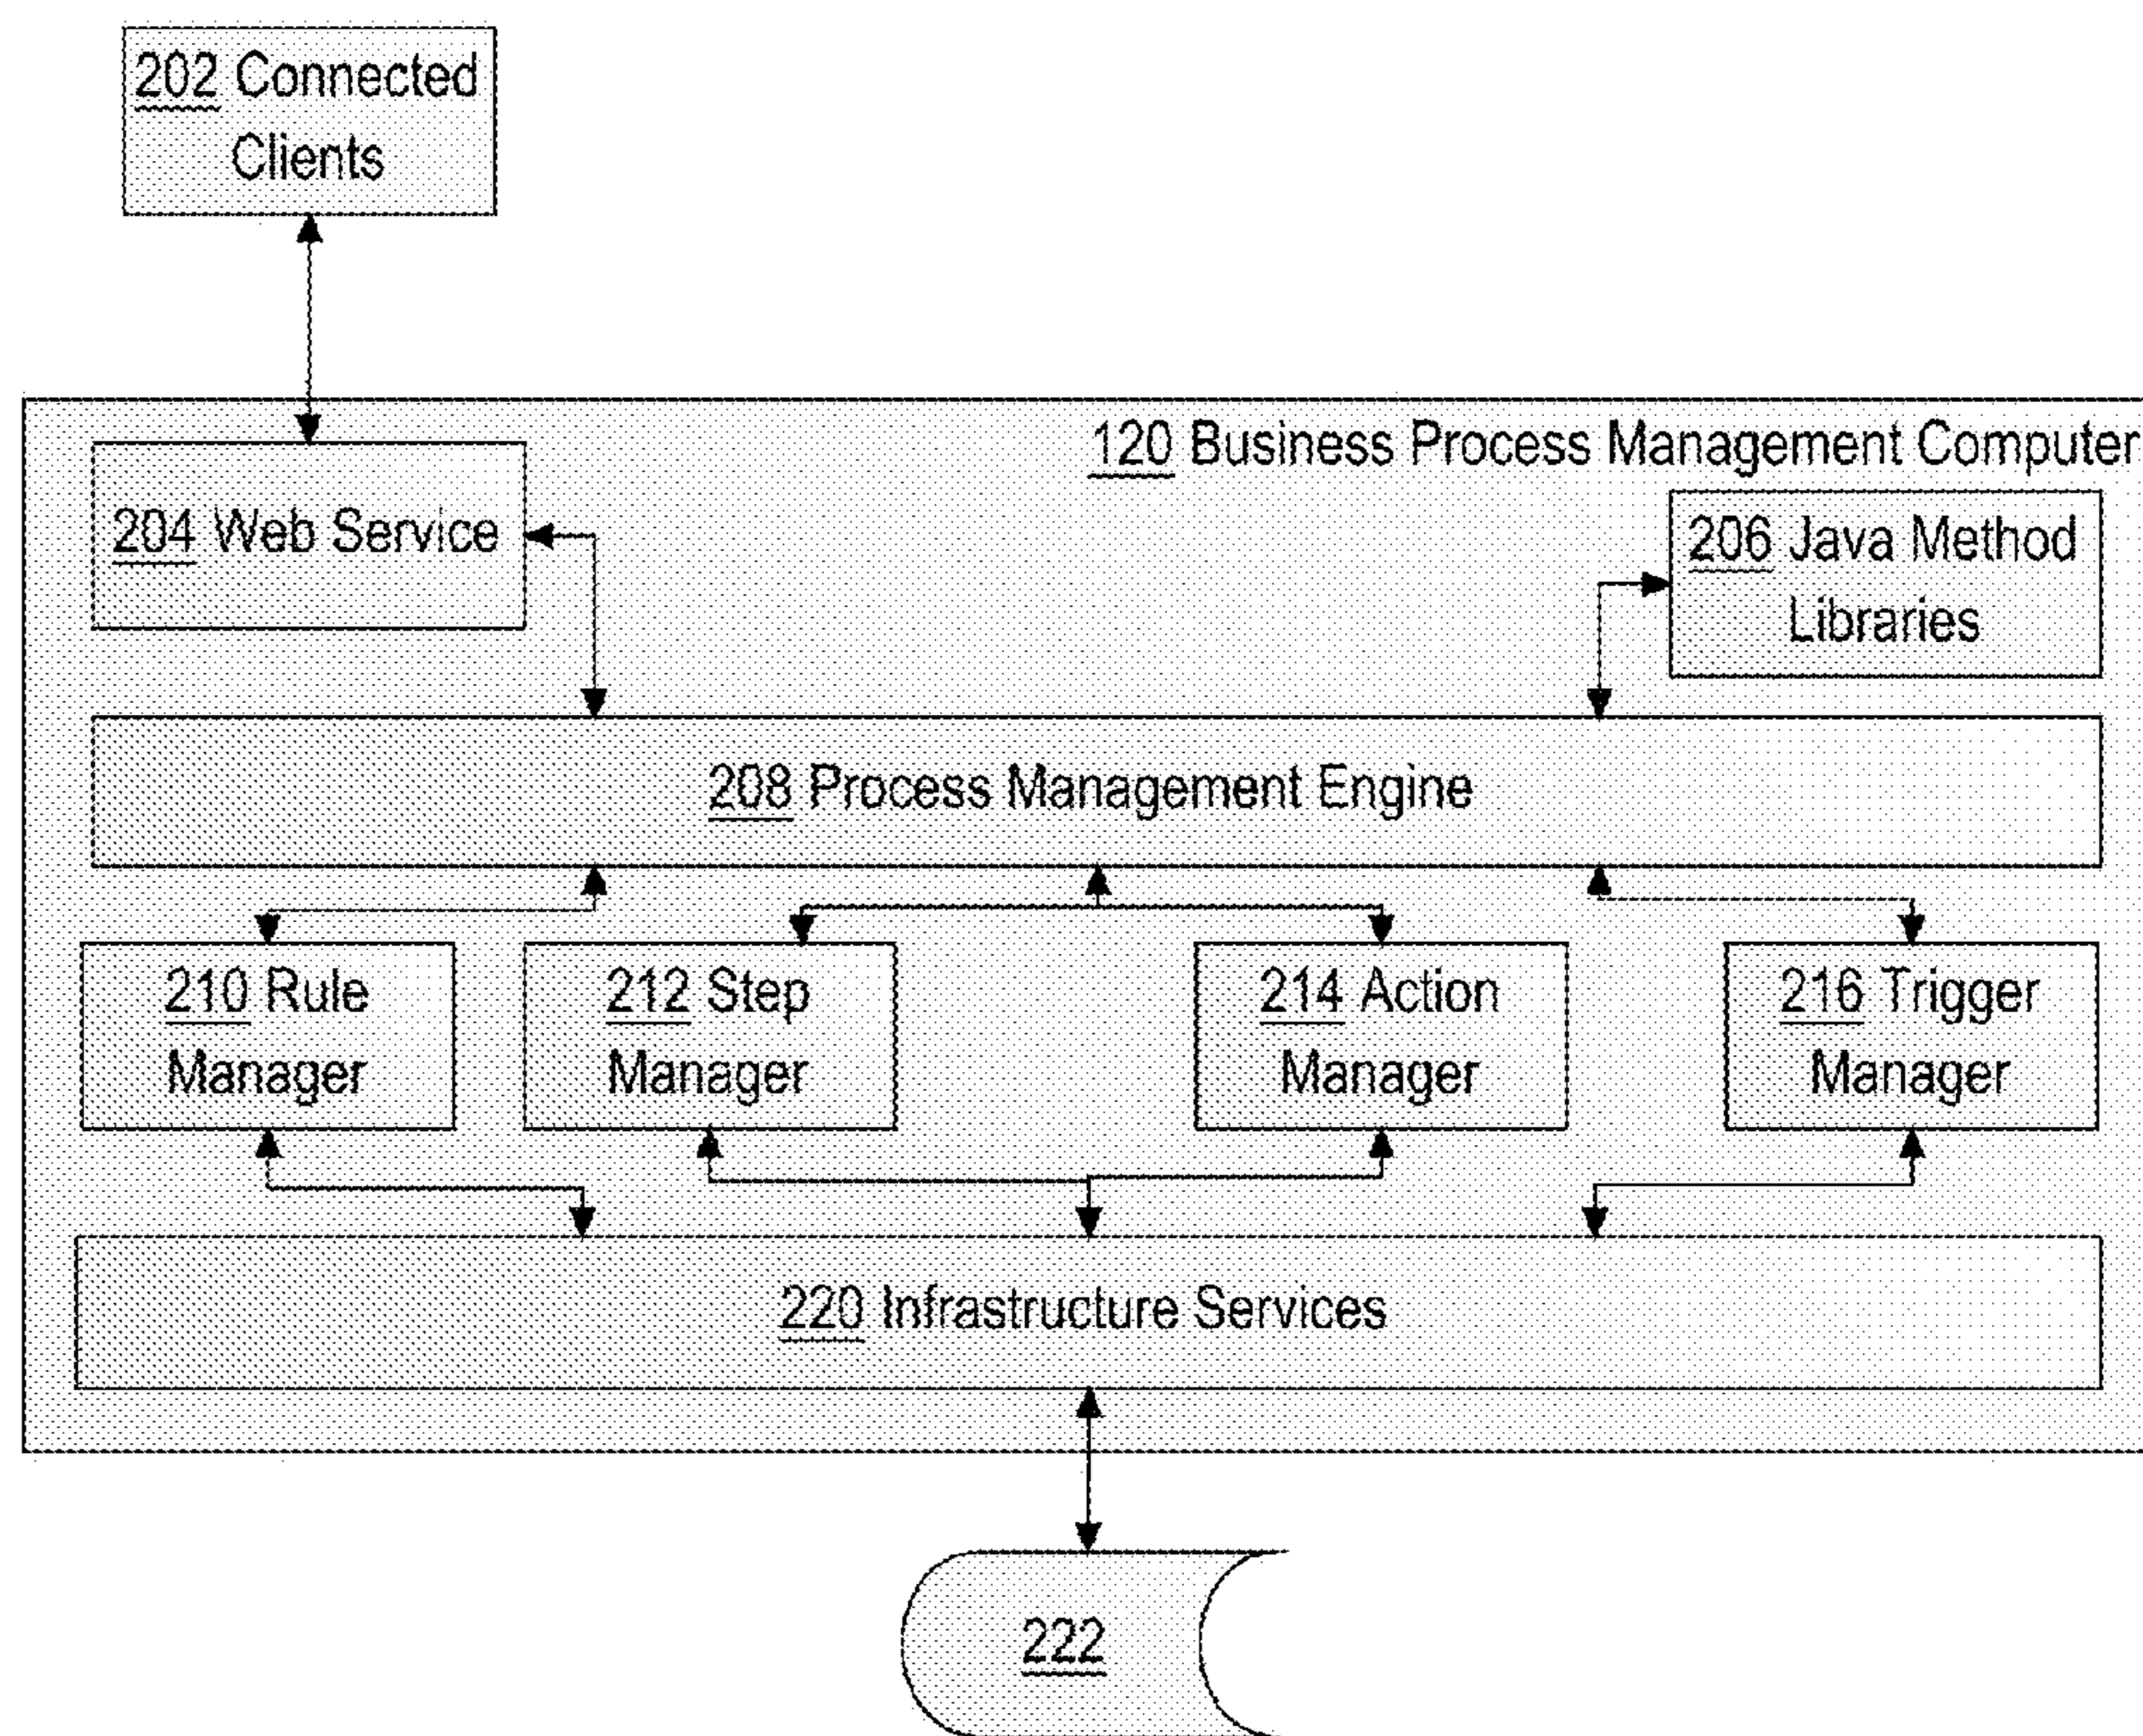 202 Connected
Clients
120 Business Process Management Computer
204 Web Service
206 Java Method
Libraries
208 Process Management Engine
210 Rule
Manager
212 Step
Manager
214 Action
Manager
216 Trigger
Manager
220 Infrastructure Services
222